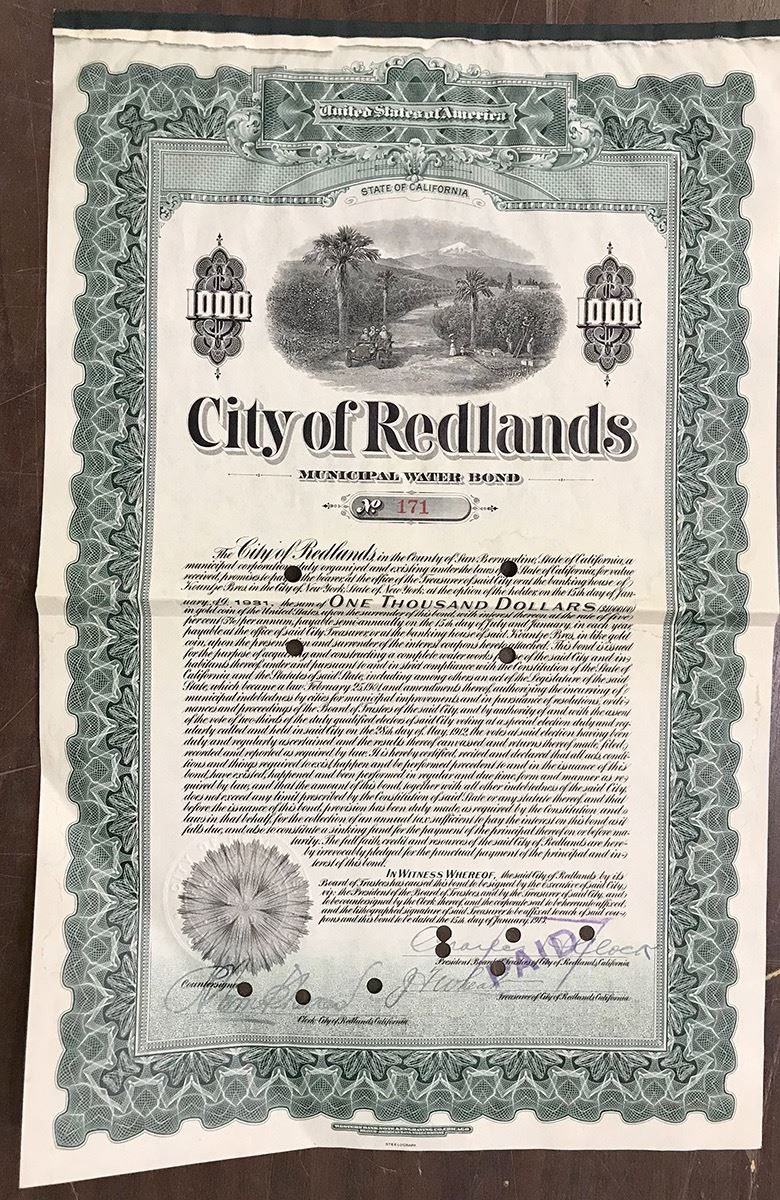 United States of America
STATE OF CALIFORNIA
1000 1000
City of Redlands
MUNICIPAL WATER BOND
No 171
The City of Redlands in the County of San Bernardino, State of California, a
municipal corporation duly organized and existing under the laws of the State of California, for value
received, promises to pay the bearer, at the office of the Treasurer of said City or at the banking house of
Kountze Bros. in the City of New York, State of New York, at the option of the holder, on the 15th day of Jan-
uary, 1931, the sum of ONE THOUSAND DOLLARS ($1000.00)
in gold coin of the United States, upon the surrender hereof, with interest thereon at the rate of five
per cent (5%) per annum, payable semi-annually on the 15th day of July and January, in each year
payable at the office of said City Treasurer or at the banking house of said Kountze Bros. in like gold
coin, upon the presentation and surrender of the interest coupons hereto attached. This bond is issued
for the purpose of acquiring and constructing a complete water works for use of the said City and in-
habitants thereof, under and pursuant to and in strict compliance with the Constitution of the State of
California and the Statutes of said State, including among others an act of the Legislature of the said
State, which became a law February 25, 1901, and amendments thereof, authorizing the incurring of
municipal indebtedness by cities for municipal improvements, and in pursuance of resolutions, ordi-
nances and proceedings of the Board of Trustees of the said City and by authority of and with the assent
of the vote of two-thirds of the duly qualified electors of said City voting at a special election duly and reg-
ularly called and held in said City on the 28th day of May, 1912, the votes at said election having been
duly and regularly ascertained and the results thereof canvassed and returns thereof made, filed,
recorded and reported as required by law. It is hereby certified, recited and declared that all acts, condi-
tions and things required to exist, happen and be performed precedent to and in the issuance of this
bond, have existed, happened and been performed in regular and due time, form and manner as re-
quired by law, and that the amount of this bond, together with all other indebtedness of the said City,
does not exceed any limit prescribed by the Constitution of said State or any statute thereof, and that
before the issuance of this bond, provision has been duly made, as required by the Constitution and
laws in that behalf, for the collection of an annual tax sufficient to pay the interest on this bond as it
falls due, and also to constitute a sinking fund for the payment of the principal thereof on or before ma-
turity. The full faith, credit and resources of the said City of Redlands are here-
by irrevocably pledged for the punctual payment of the principal and in-
terest of this bond.
IN WITNESS WHEREOF, the said City of Redlands by its
Board of Trustees has caused this bond to be signed by the executive of said City,
viz: the President of the Board of Trustees and by the Treasurer of said City, and
to be countersigned by the Clerk thereof, and the corporate seal to be hereunto affixed,
and the lithographed signature of said Treasurer to be affixed to each of said cou-
pons and this bond to be dated the 15th day of January 1913.
PAID
President Board of Trustees of City of Redlands, California
Countersigned
Treasurer of City of Redlands, California
Clerk City of Redlands, California
WESTERN BANK NOTE & ENGRAVING CO. CHICAGO
STEELOGRAPH